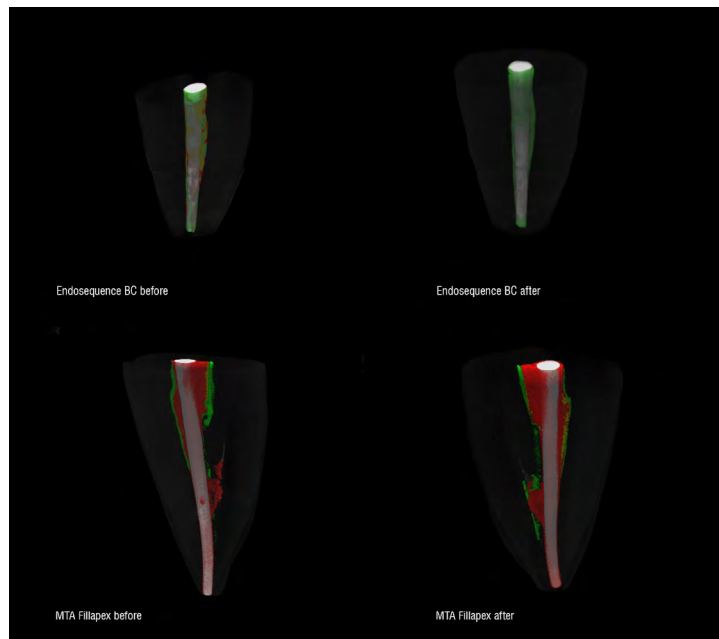 Endosequence BC before
Endosequence BC after
MTA Fillapex before
MTA Fillapex after